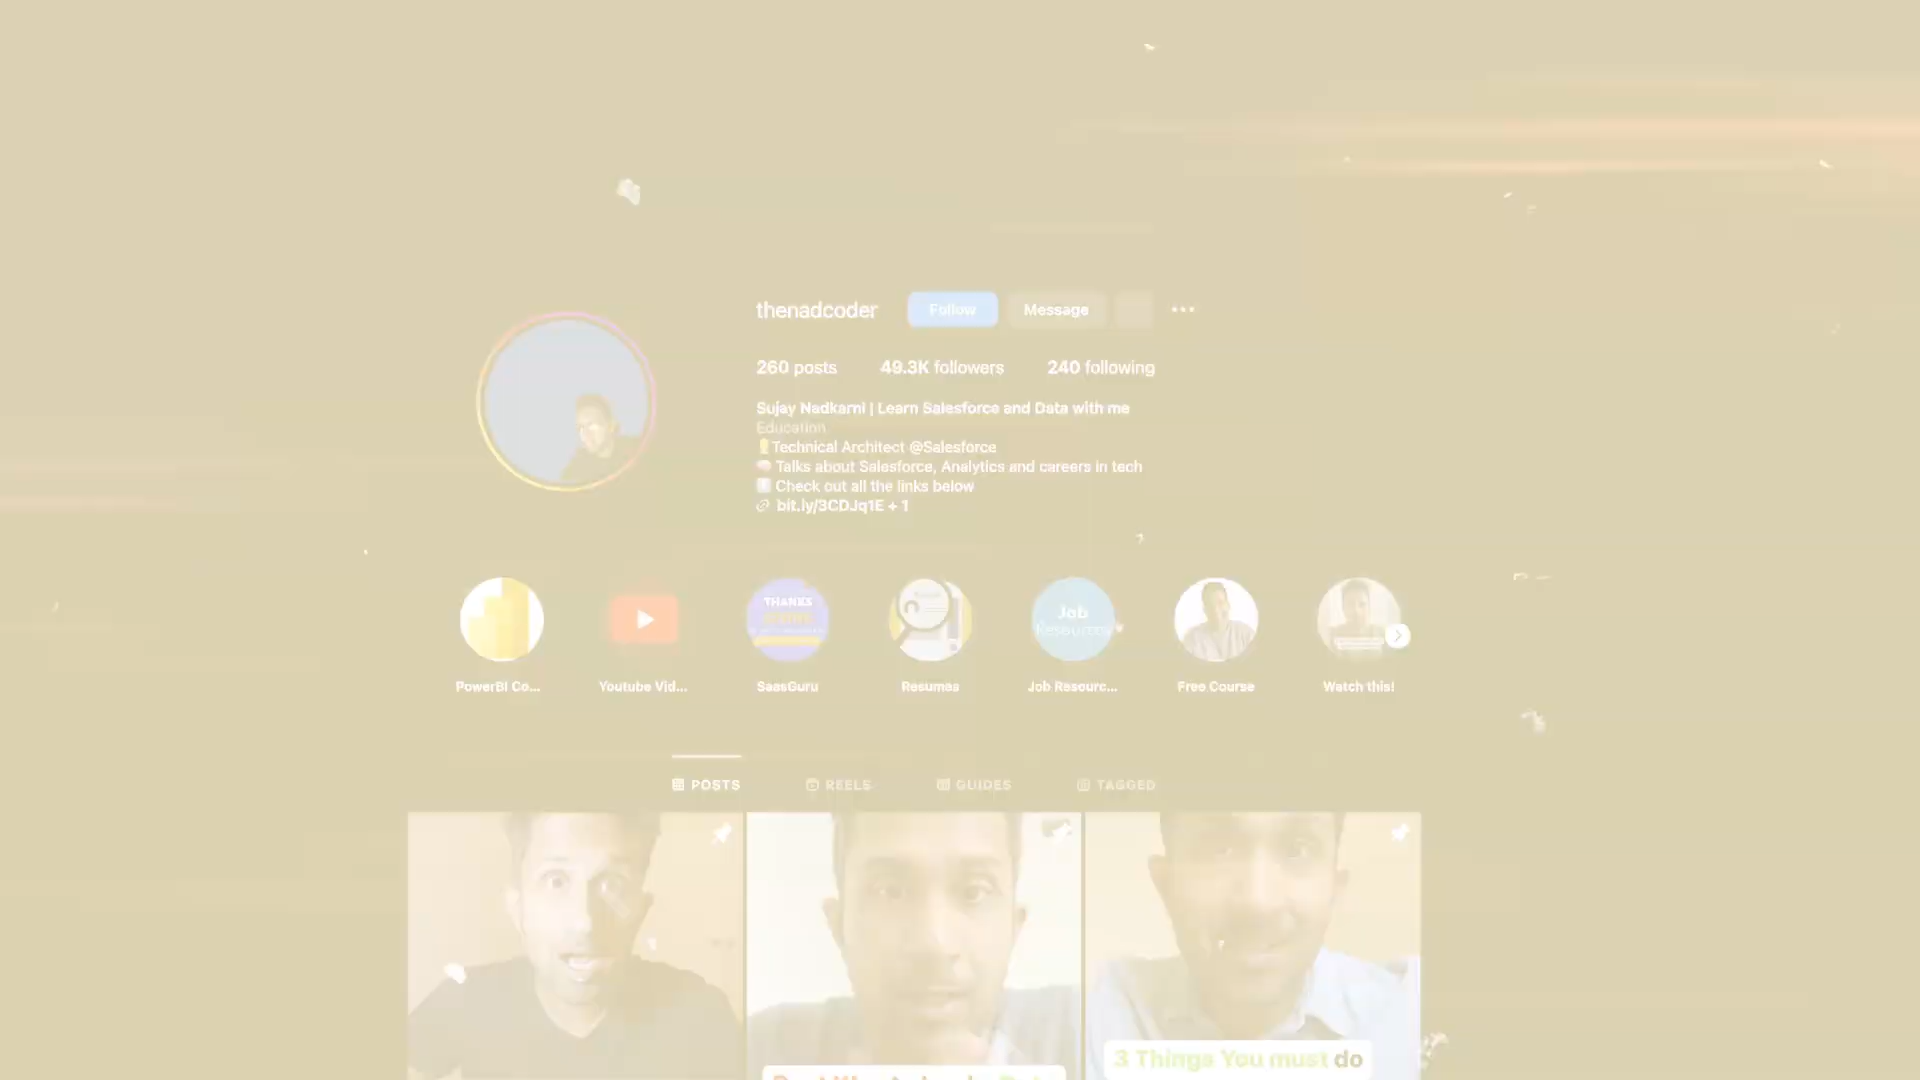 thenadcoder Follow Message
260 posts 49.3K followers 240 following
Sujay Nadkarni | Learn Salesforce and Data with me
Education
Technical Architect @Salesforce
Talks about Salesforce, Analytics and careers in tech
Check out all the links below
bit.ly/3CDJq1E + 1
THANKS
Job
Resources
PowerBI Co... Youtube Vid... SaasGuru Resumes Job Resourc... Free Course Watch this!
POSTS REELS GUIDES TAGGED
3 Things You must do